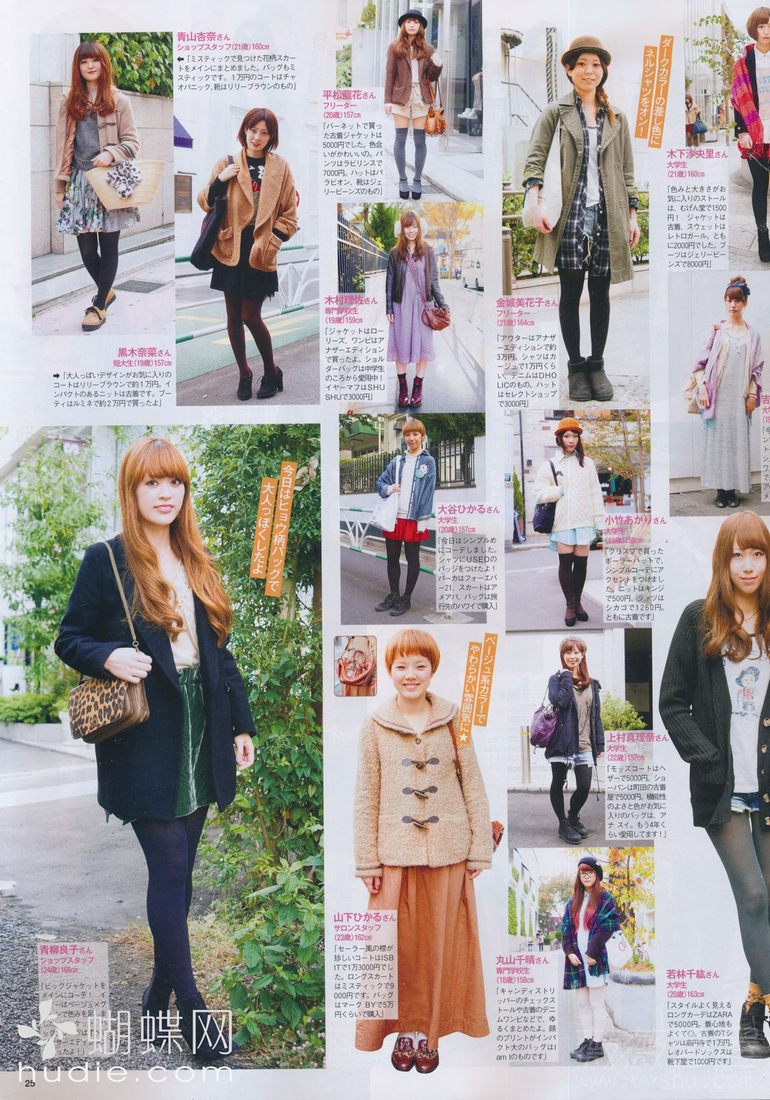 青山杏奈さん
ショップスタッフ(21歳)160cm
「ミスティックで見つけた花柄スカー
トをメインにまとめました。バッグもミ
スティックです。1万円のコートはチャ
オパニック、靴はリリーブラウンのもの」
黒木奈菜さん
短大生(19歳)157cm
「大人っぽいデザインがお気に入りの
コートはリリーブラウンで約1万円。イ
ンパクトのあるニットは古着です。ブー
ティはルミネで約2万円で買ったよ」
平松藍花さん
フリーター
(20歳)157cm
「バーネットで買っ
た古着ジャケットは
5000円でした。色合
いがかわいいの。パ
ンツはラビリンスで
7000円。ハットはパ
ラビオン、靴はジェ
リービーンズのもの」
木村理佐さん
専門学校生
(19歳)159cm
「ジャケットはロー
リーズ、ワンピはア
ナザーエディション
で買ったよ。ショル
ダーバッグは中学生
のころから愛用中!
イヤーマフはSHU
SHUで3000円」
ダークカラーの差し色に
ネルシャツをオン!
金城美花子さん
フリーター
(21歳)164cm
「アウターはアナザ
ーエディションで約
3万円。シャツはカ
ージュで1万円くら
い、デニムはDHO
LICのもの。ハット
はセレクトショップ
で3000円」
木下沙央里さん
大学生
(21歳)160cm
「色みと大きさがお
気に入りのストール
は、むげん堂で1500
円! ジャケットは
古着、スウェットは
レトロガール。とも
に2000円でした。ブ
ーツはジェリービー
ンズで8000円」
今日はヒョウ柄バッグで
大人っぽくしたよ
青柳良子さん
ショップスタッフ
(24歳)168cm
大谷ひかるさん
大学生
(20歳)157cm
「今日はシンプルめ
にコーデしました。
シャツにUSEDの
バッジをつけたよ!
パーカはフォーエバ
ー21、スカートはア
メアパ、バッグは旅
行先のハワイで購入」
小竹あかりさん
大学生
(19歳)158cm
「クリスプで買った
ボーラーハットで、
シンプルコーデにア
クセントをつけまし
た。ニットはキンジ
で500円。シャツは
シカゴで1260円。
ともに古着です」
ベージュ系カラーで
やわらかい雰囲気に★
山下ひかるさん
サロンスタッフ
(23歳)162cm
「セーラー風の襟が
珍しいコートはISB
ITで1万3000円でし
た。ロングスカート
はミスティックで9
000円です。バッグ
はマーク BYで5万
円くらいで購入」
上村真理奈さん
大学生
(22歳)157cm
「モッズコートはヘ
ザーで5000円。ショ
ーパンは町田の古着
屋で5000円。機能性
のよさと色がお気に
入りのバッグは、ア
ナ スイ。もう4年く
らい愛用してます!」
丸山千晴さん
専門学校生
(18歳)158cm
「キャンディストリ
ッパーのチェックス
トールや古着のデニ
ムワンピなどで、ゆ
るくまとめたよ。顔
のプリントがインパ
クト大のバッグはI
am Iのものです」
若林千紘さん
大学生
(20歳)163cm
「スタイルよく見える
ロングカーデはZARA
で5000円。着心地も
よくて◎。古着のTシ
ャツは高円寺で1万円。
レオパードソックスは
靴下屋で1000円です」
蝴蝶网
hudie.com
25